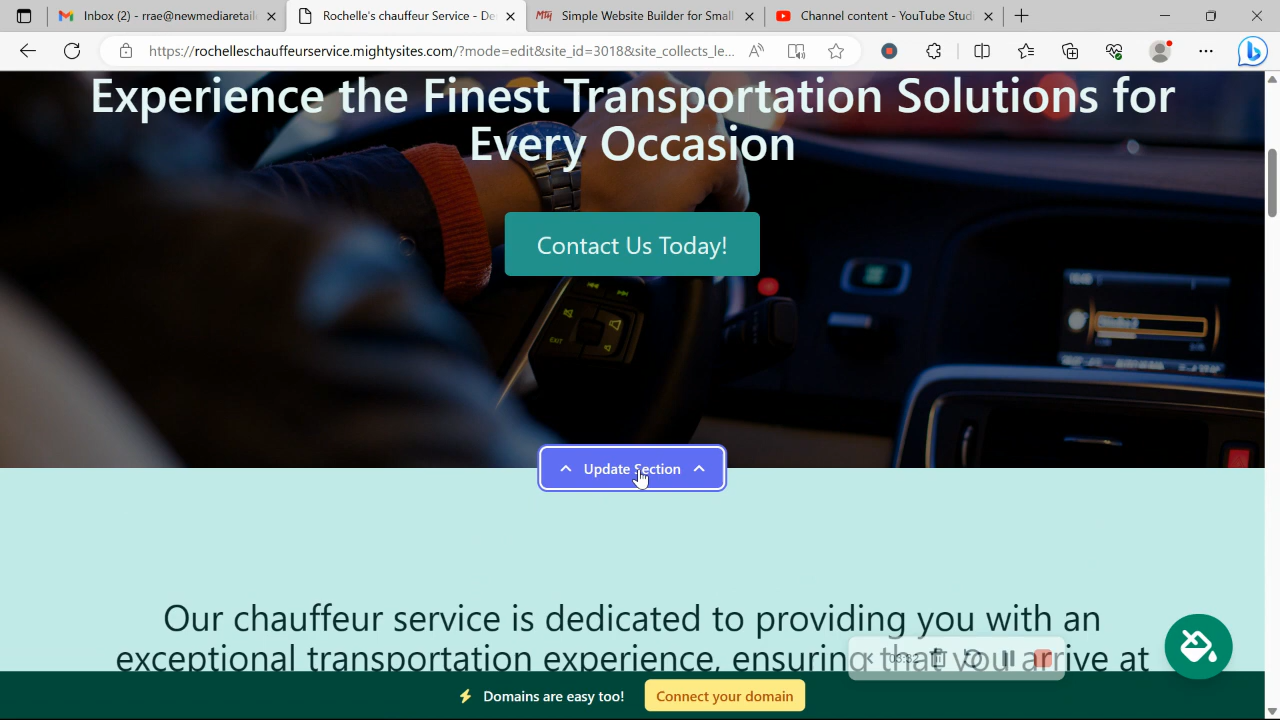 Inbox (2) - rrae@newmediaretail
Rochelle's chauffeur Service - De
MTY Simple Website Builder for Small
Channel content - YouTube Studi
https://rochelleschauffeurservice.mightysites.com/?mode=edit&site_id=3018&site_collects_le...
Experience the Finest Transportation Solutions for
Every Occasion
Contact Us Today!
EXIT
Update Section
Our chauffeur service is dedicated to providing you with an
exceptional transportation experience, ensuring that you arrive at
Domains are easy too!
Connect your domain